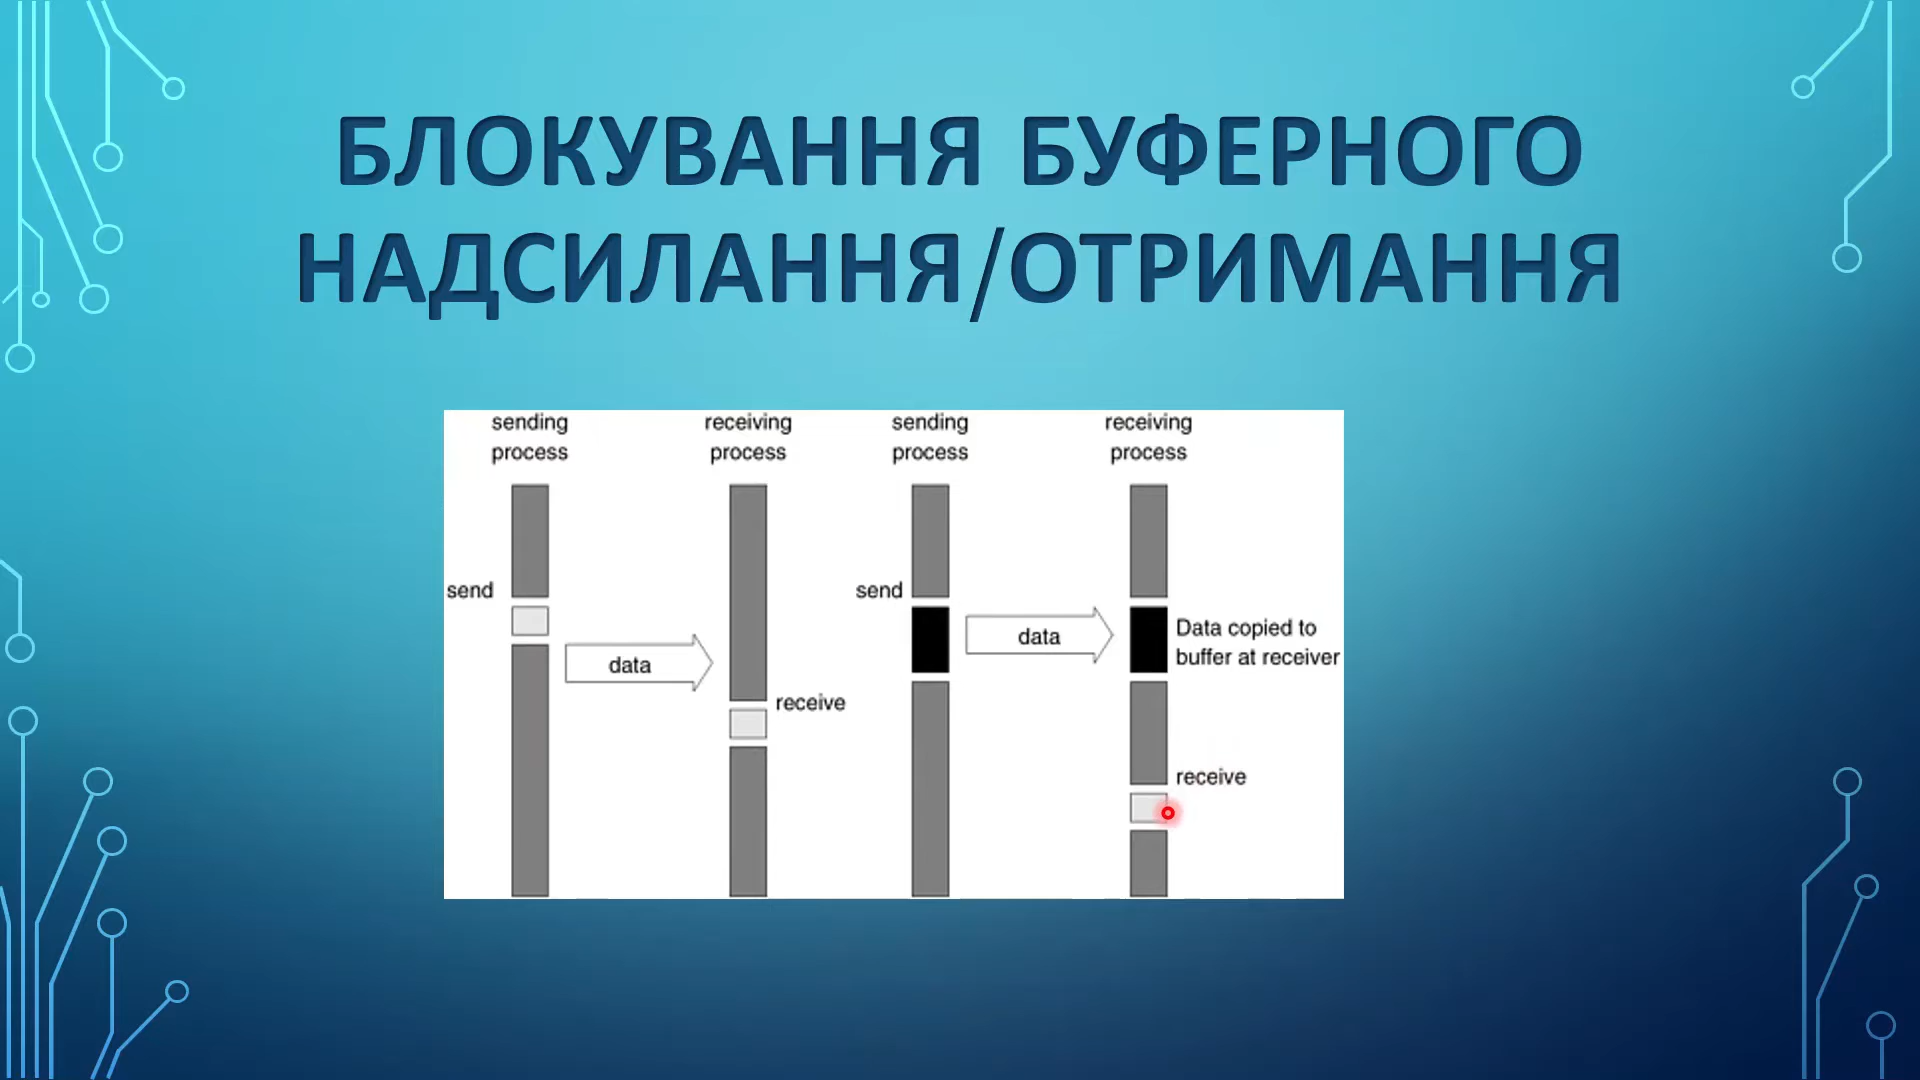 БЛОКУВАННЯ БУФЕРНОГО
НАДСИЛАННЯ/ОТРИМАННЯ
sending
process
receiving
process
sending
process
receiving
process
send
data
receive
send
data
Data copied to
buffer at receiver
receive